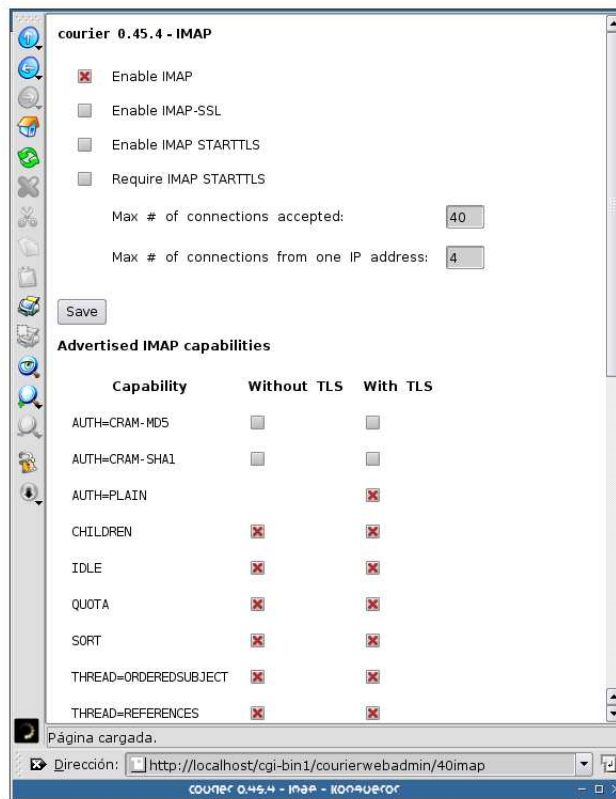 courier 0.45.4 - IMAP
Enable IMAP
Enable IMAP-SSL
Enable IMAP STARTTLS
Require IMAP STARTTLS
Max # of connections accepted: 40
Max # of connections from one IP address: 4
Save
Advertised IMAP capabilities
Capability Without TLS With TLS
AUTH=CRAM-MD5
AUTH=CRAM-SHA1
AUTH=PLAIN
CHILDREN
IDLE
QUOTA
SORT
THREAD=ORDEREDSUBJECT
THREAD=REFERENCES
Página cargada.
Dirección: http://localhost/cgi-bin1/courierwebadmin/40imap
courier 0.45.4 - IMAP - Konqueror